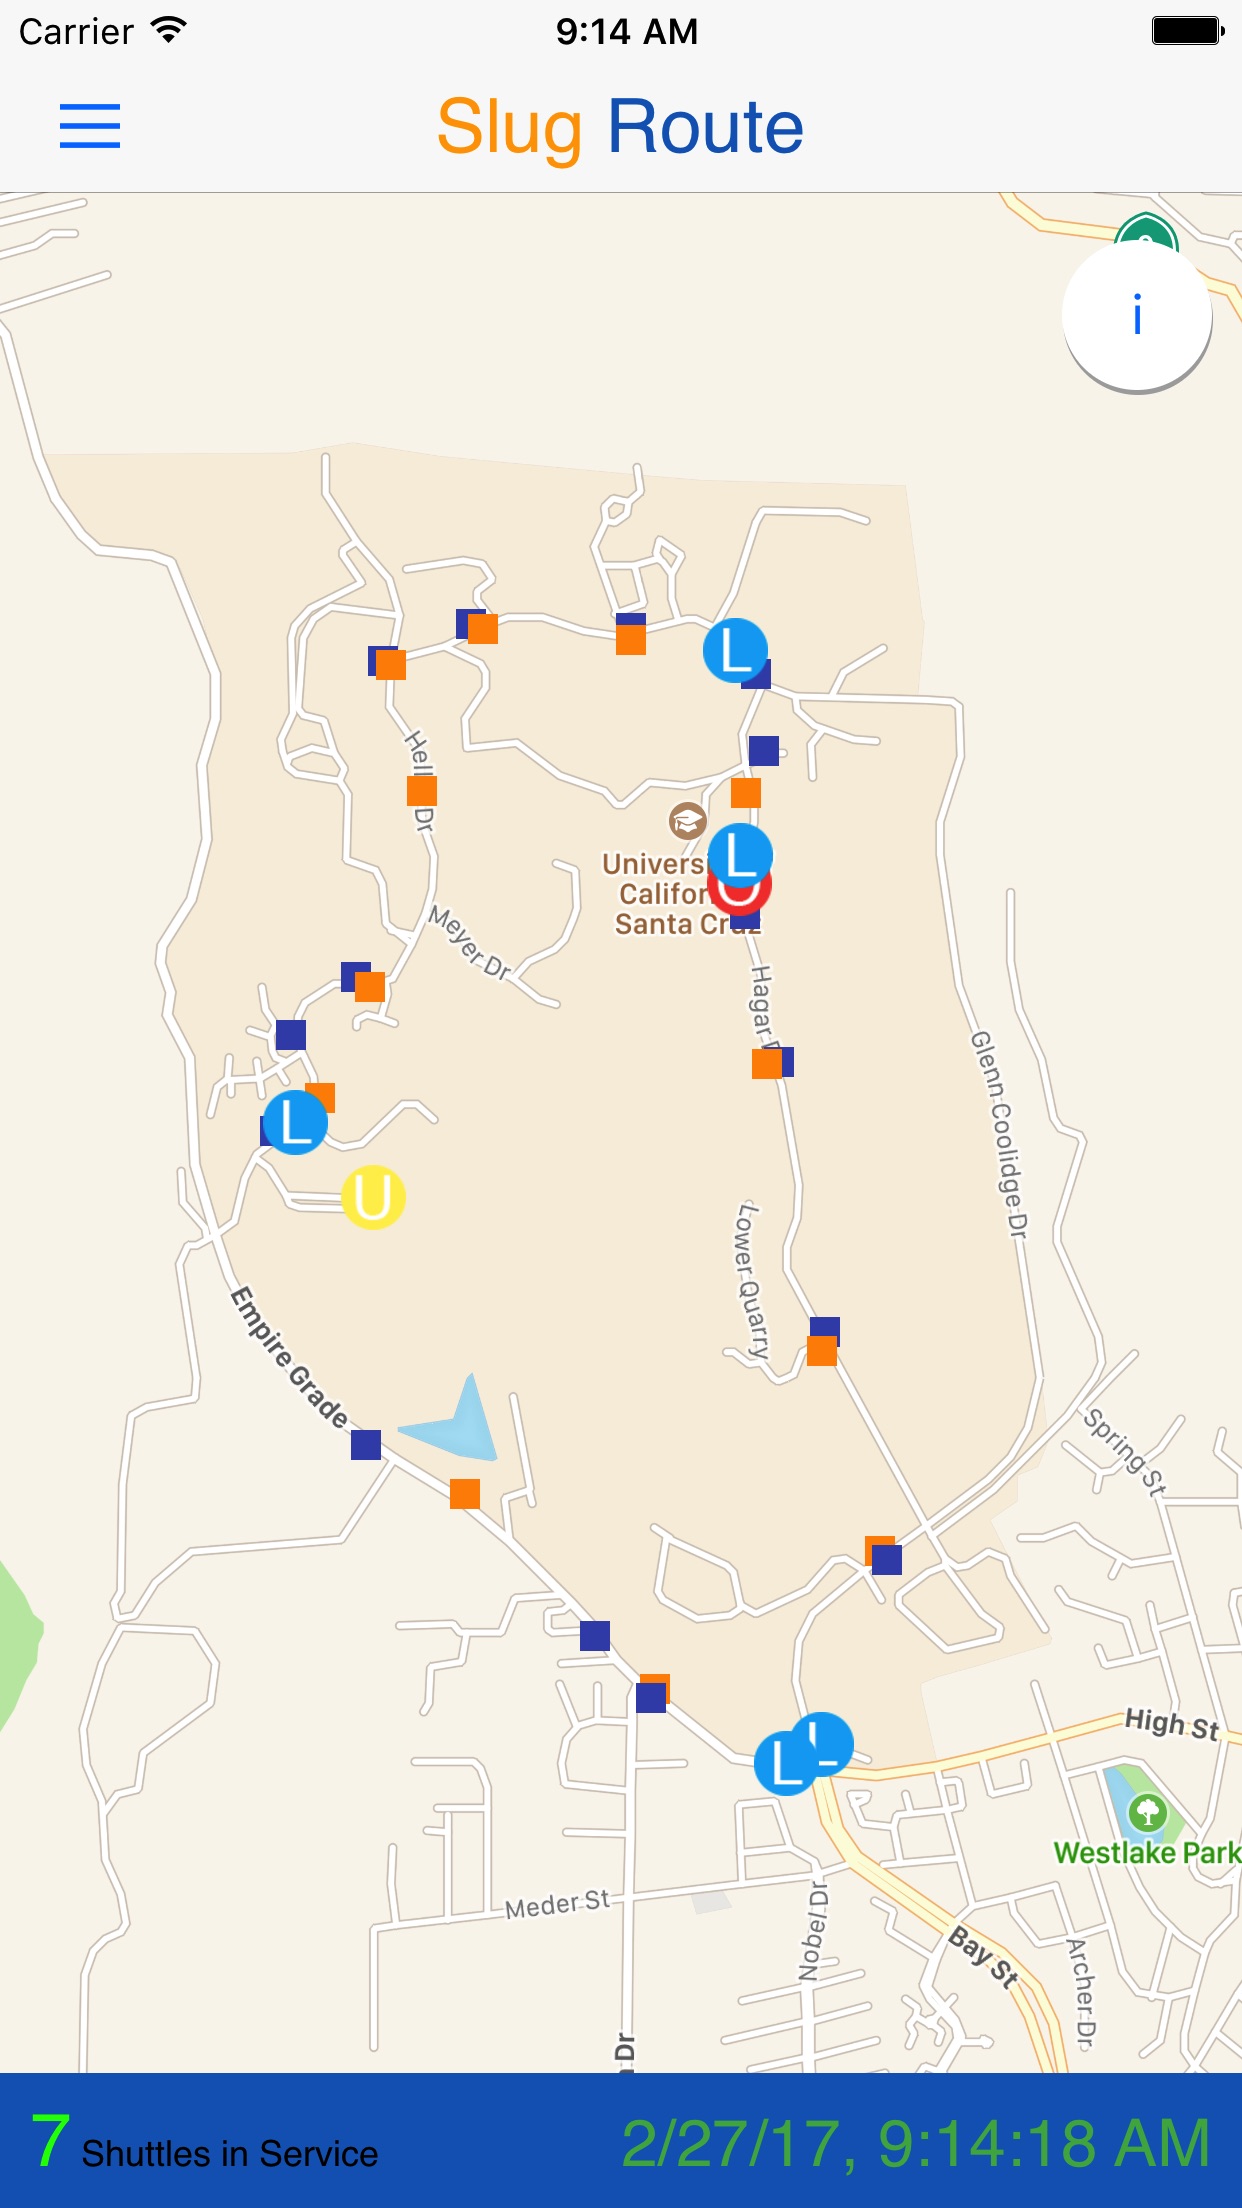 Carrier 9:14 AM
Slug Route
i
L
Hell Dr
L
U
Universi
Califor
Santa Cruz
Meyer Dr
Hagar D
Glenn Coolidge Dr
L
U
Lower Quarry
Empire Grade
Spring St
High St
L
L
Westlake Park
Meder St
Nobel Dr
Bay St
Archer Dr
Dr
7 Shuttles in Service
2/27/17, 9:14:18 AM